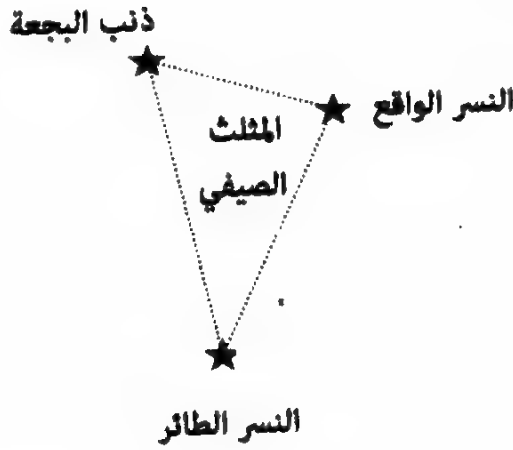 ذنب البجعة
النسر الواقع
المثلث
الصيفي
النسر الطائر